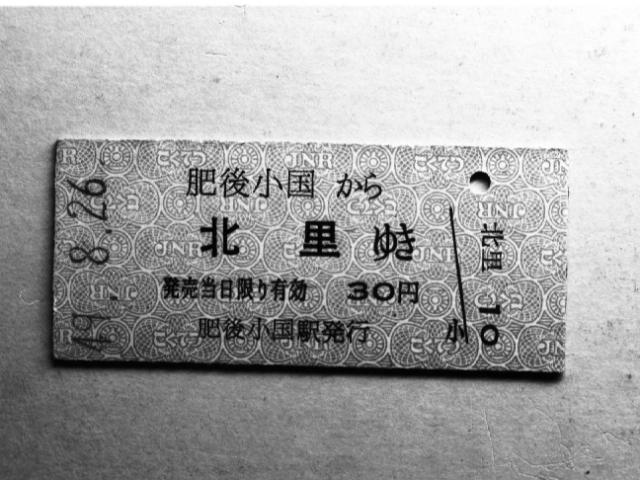 49. 8.26
肥後小国 から
北里 ゆき
発売当日限り有効 30円
肥後小国駅発行
小
北里 10